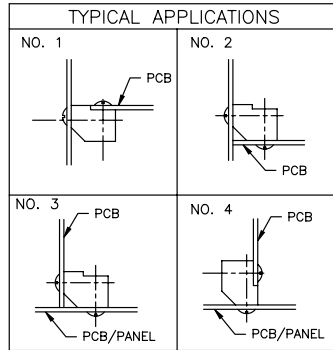 TYPICAL APPLICATIONS
NO. 1
PCB
NO. 2
PCB
NO. 3
PCB
PCB/PANEL
NO. 4
PCB
PCB/PANEL